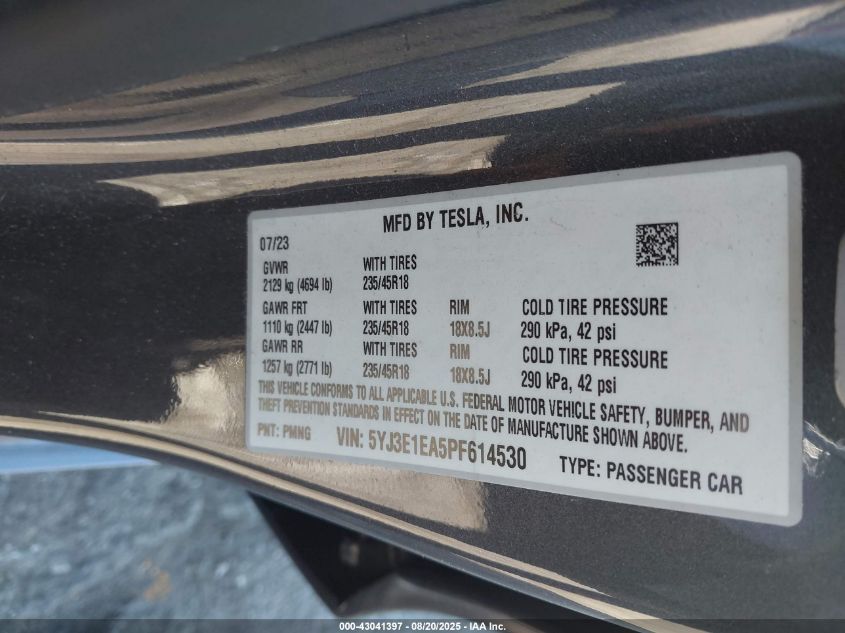 MFD BY TESLA, INC.
07/23
GVWR WITH TIRES
2129 kg (4694 lb) 235/45R18
GAWR FRT WITH TIRES RIM COLD TIRE PRESSURE
1110 kg (2447 lb) 235/45R18 18X8.5J 290 kPa, 42 psi
GAWR RR WITH TIRES RIM COLD TIRE PRESSURE
1257 kg (2771 lb) 235/45R18 18X8.5J 290 kPa, 42 psi
THIS VEHICLE CONFORMS TO ALL APPLICABLE U.S. FEDERAL MOTOR VEHICLE SAFETY, BUMPER, AND
THEFT PREVENTION STANDARDS IN EFFECT ON THE DATE OF MANUFACTURE SHOWN ABOVE.
PNT: PMNG VIN: 5YJ3E1EA5PF614530 TYPE: PASSENGER CAR
000-43041397 - 08/20/2025 - IAA Inc.